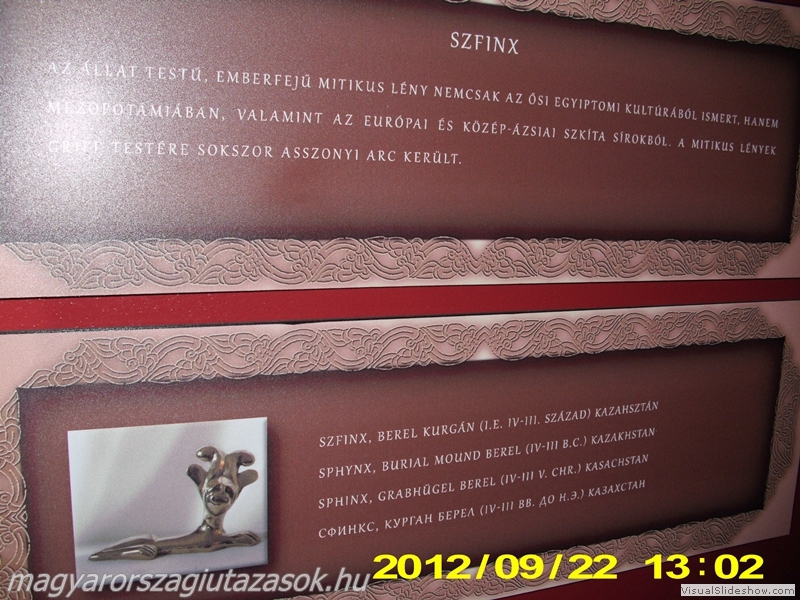 SZFINX
AZ ÁLLAT TESTŰ, EMBERFEJŰ MITIKUS LÉNY NEMCSAK AZ ŐSI EGYIPTOMI KULTÚRÁBÓL ISMERT, HANEM
MEZOPOTÁMIÁBAN, VALAMINT AZ EURÓPAI ÉS KÖZÉP-ÁZSIAI SZKÍTA SÍROKBÓL. A MITIKUS LÉNYEK
GRIFF TESTÉRE SOKSZOR ASSZONYI ARC KERÜLT.
SZFINX, BEREL KURGÁN (I.E. IV-III. SZÁZAD) KAZAHSZTÁN
SPHYNX, BURIAL MOUND BEREL (IV-III B.C.) KAZAKHSTAN
SPHINX, GRABHÜGEL BEREL (IV-III V. CHR.) KASACHSTAN
СФИНКС, КУРГАН БЕРЕЛ (IV-III ВВ. ДО Н.Э.) КАЗАХСТАН
magyarorszagiutazasok.hu
2012/09/22 13:02
VisualSlideshow.com